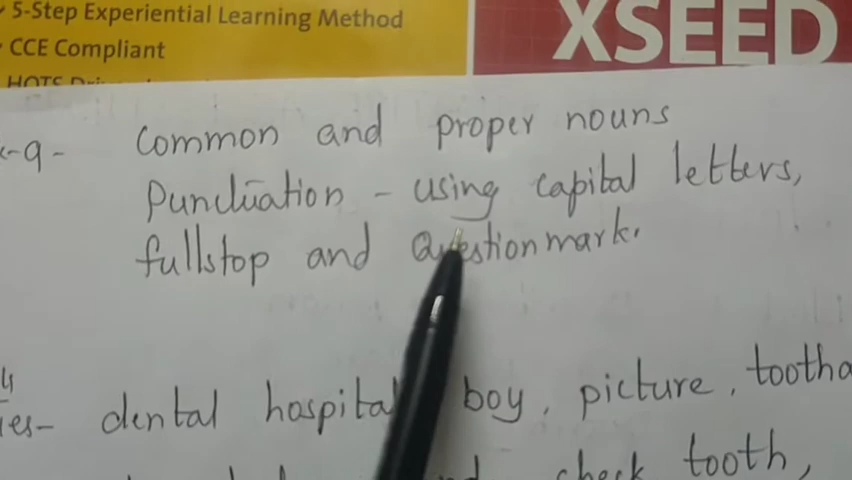 5-Step Experiential Learning Method
CCE Compliant
XSEED
9- Common and proper nouns
Punctuation - using capital letters,
fullstop and Question mark.
dental hospital boy, picture,
check tooth,